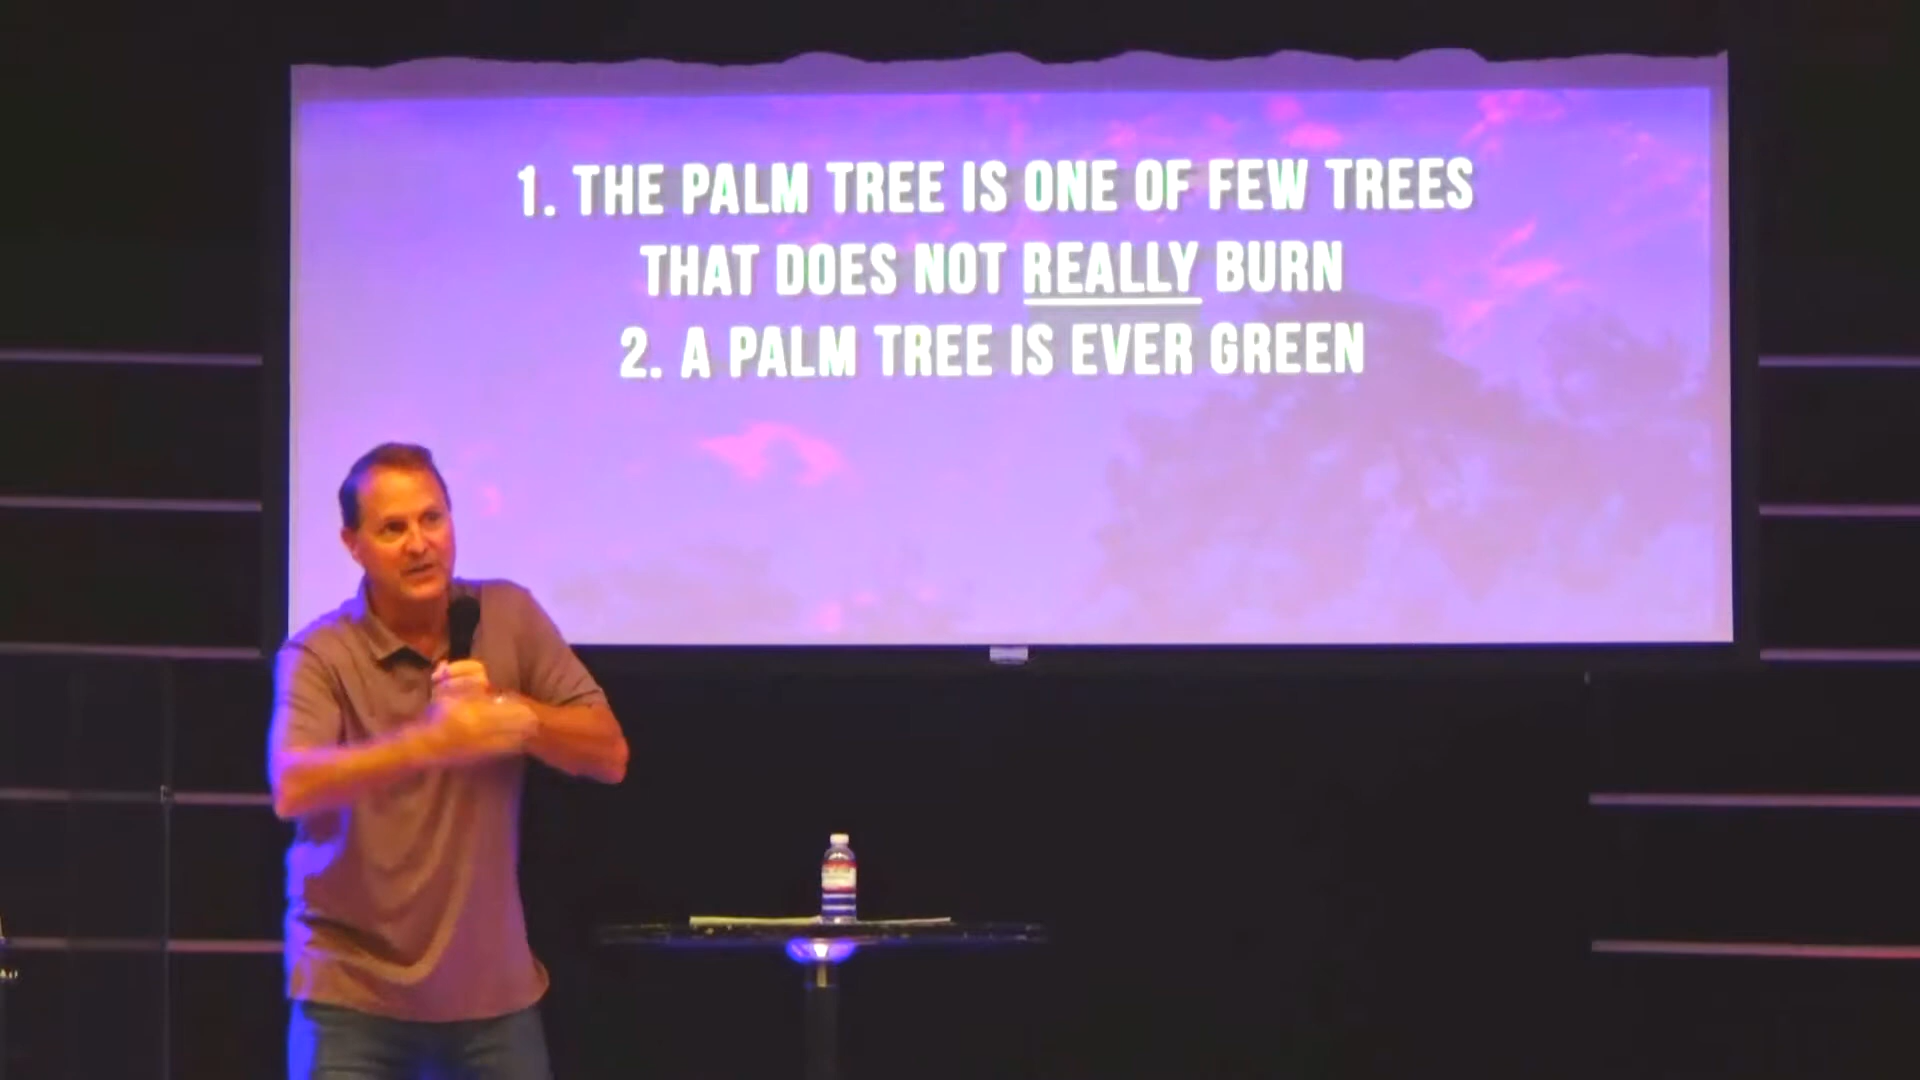 1. THE PALM TREE IS ONE OF FEW TREES
THAT DOES NOT REALLY BURN
2. A PALM TREE IS EVER GREEN